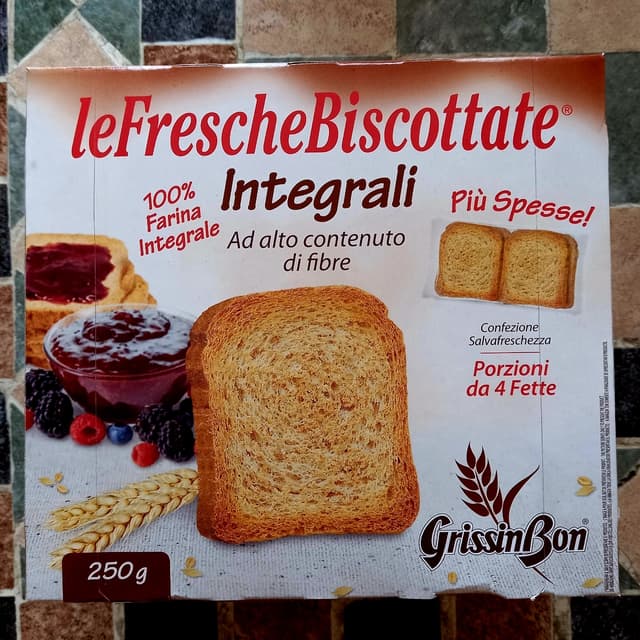 leFrescheBiscottate®
Integrali
100%
Farina
Integrale
Ad alto contenuto
di fibre
Più Spesse!
Confezione
Salvafreschezza
Porzioni
da 4 Fette
GrissinBon®
250g